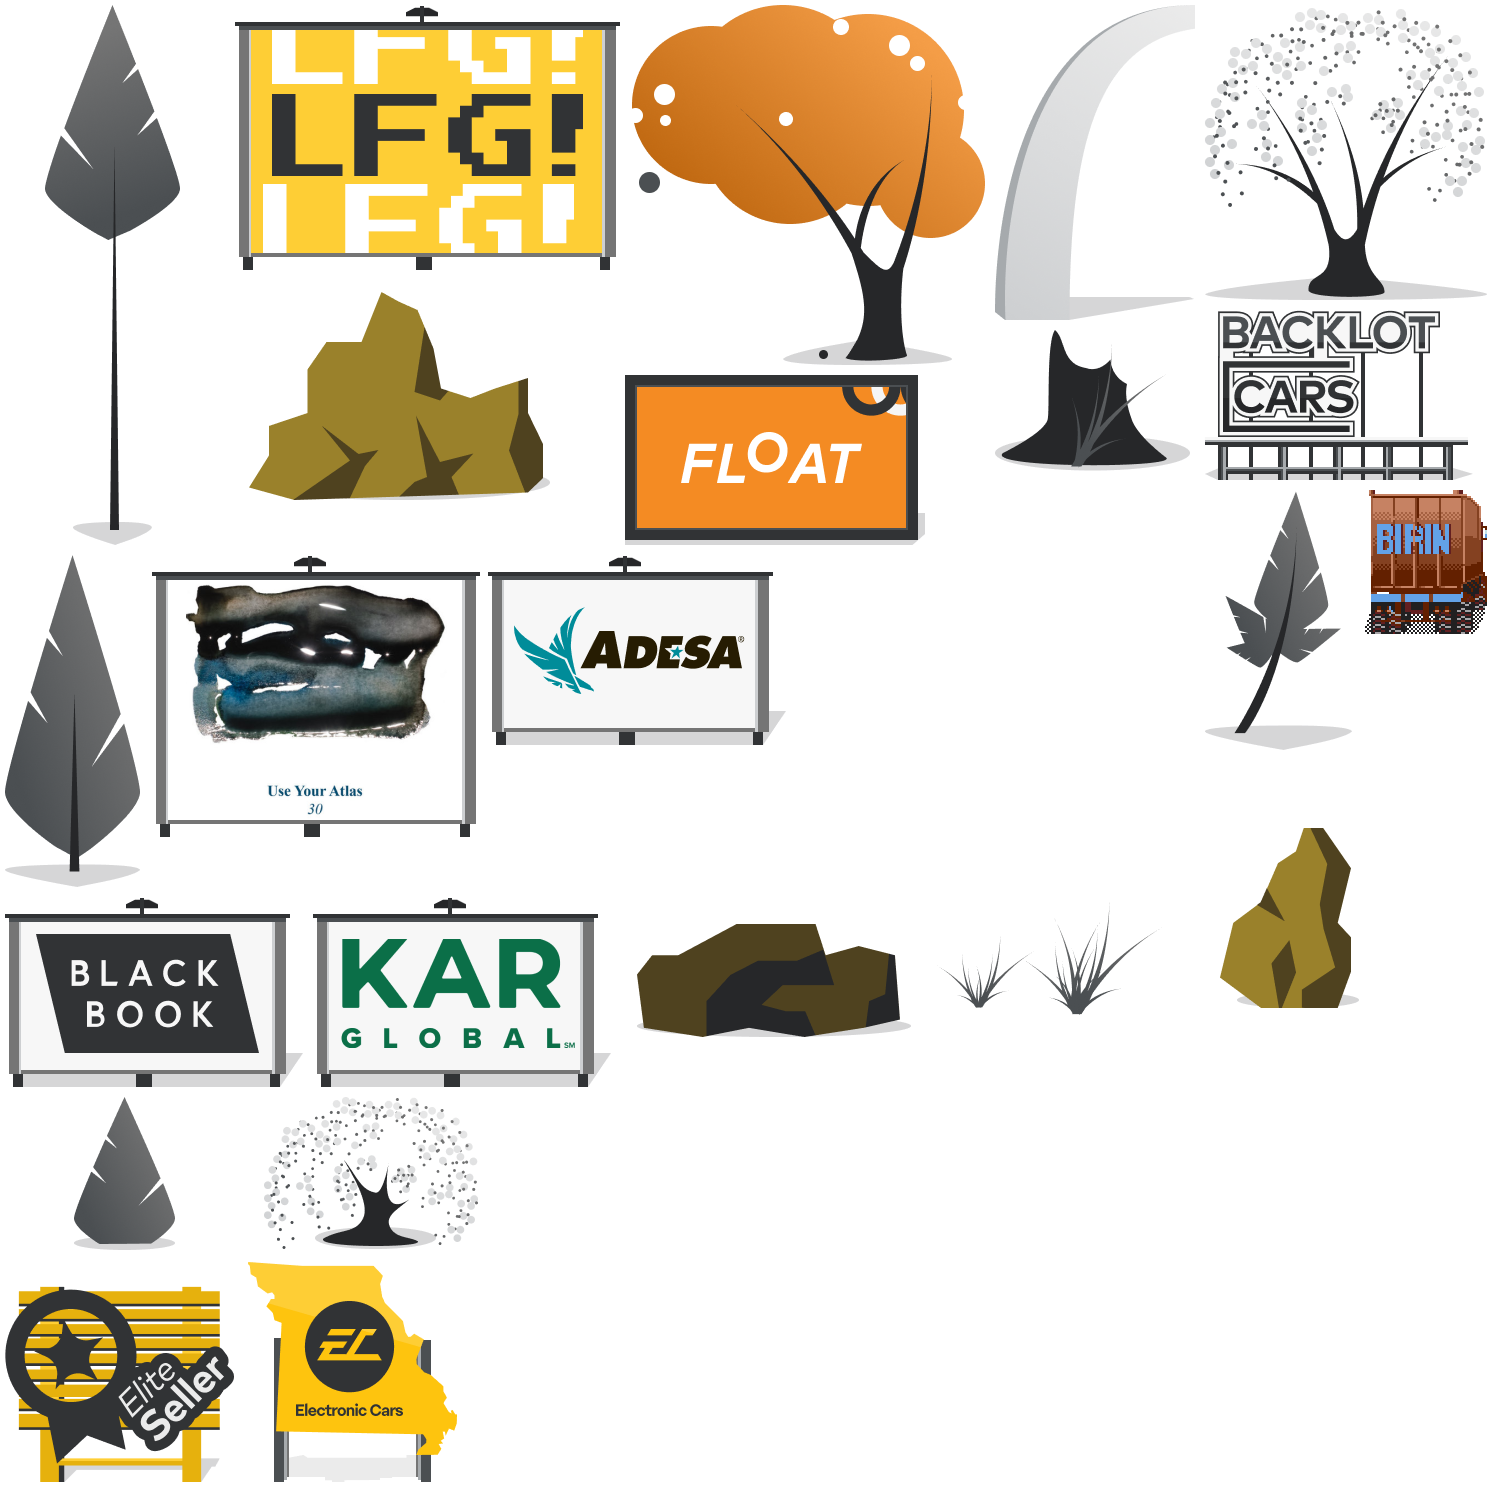 LFG!
LFG!
LFG!
BACKLOT
CARS
FLOAT
BIRIN
ADESA®
Use Your Atlas
30
BLACK
BOOK
KAR
GLOBAL SM
Elite
Seller
EC
Electronic Cars